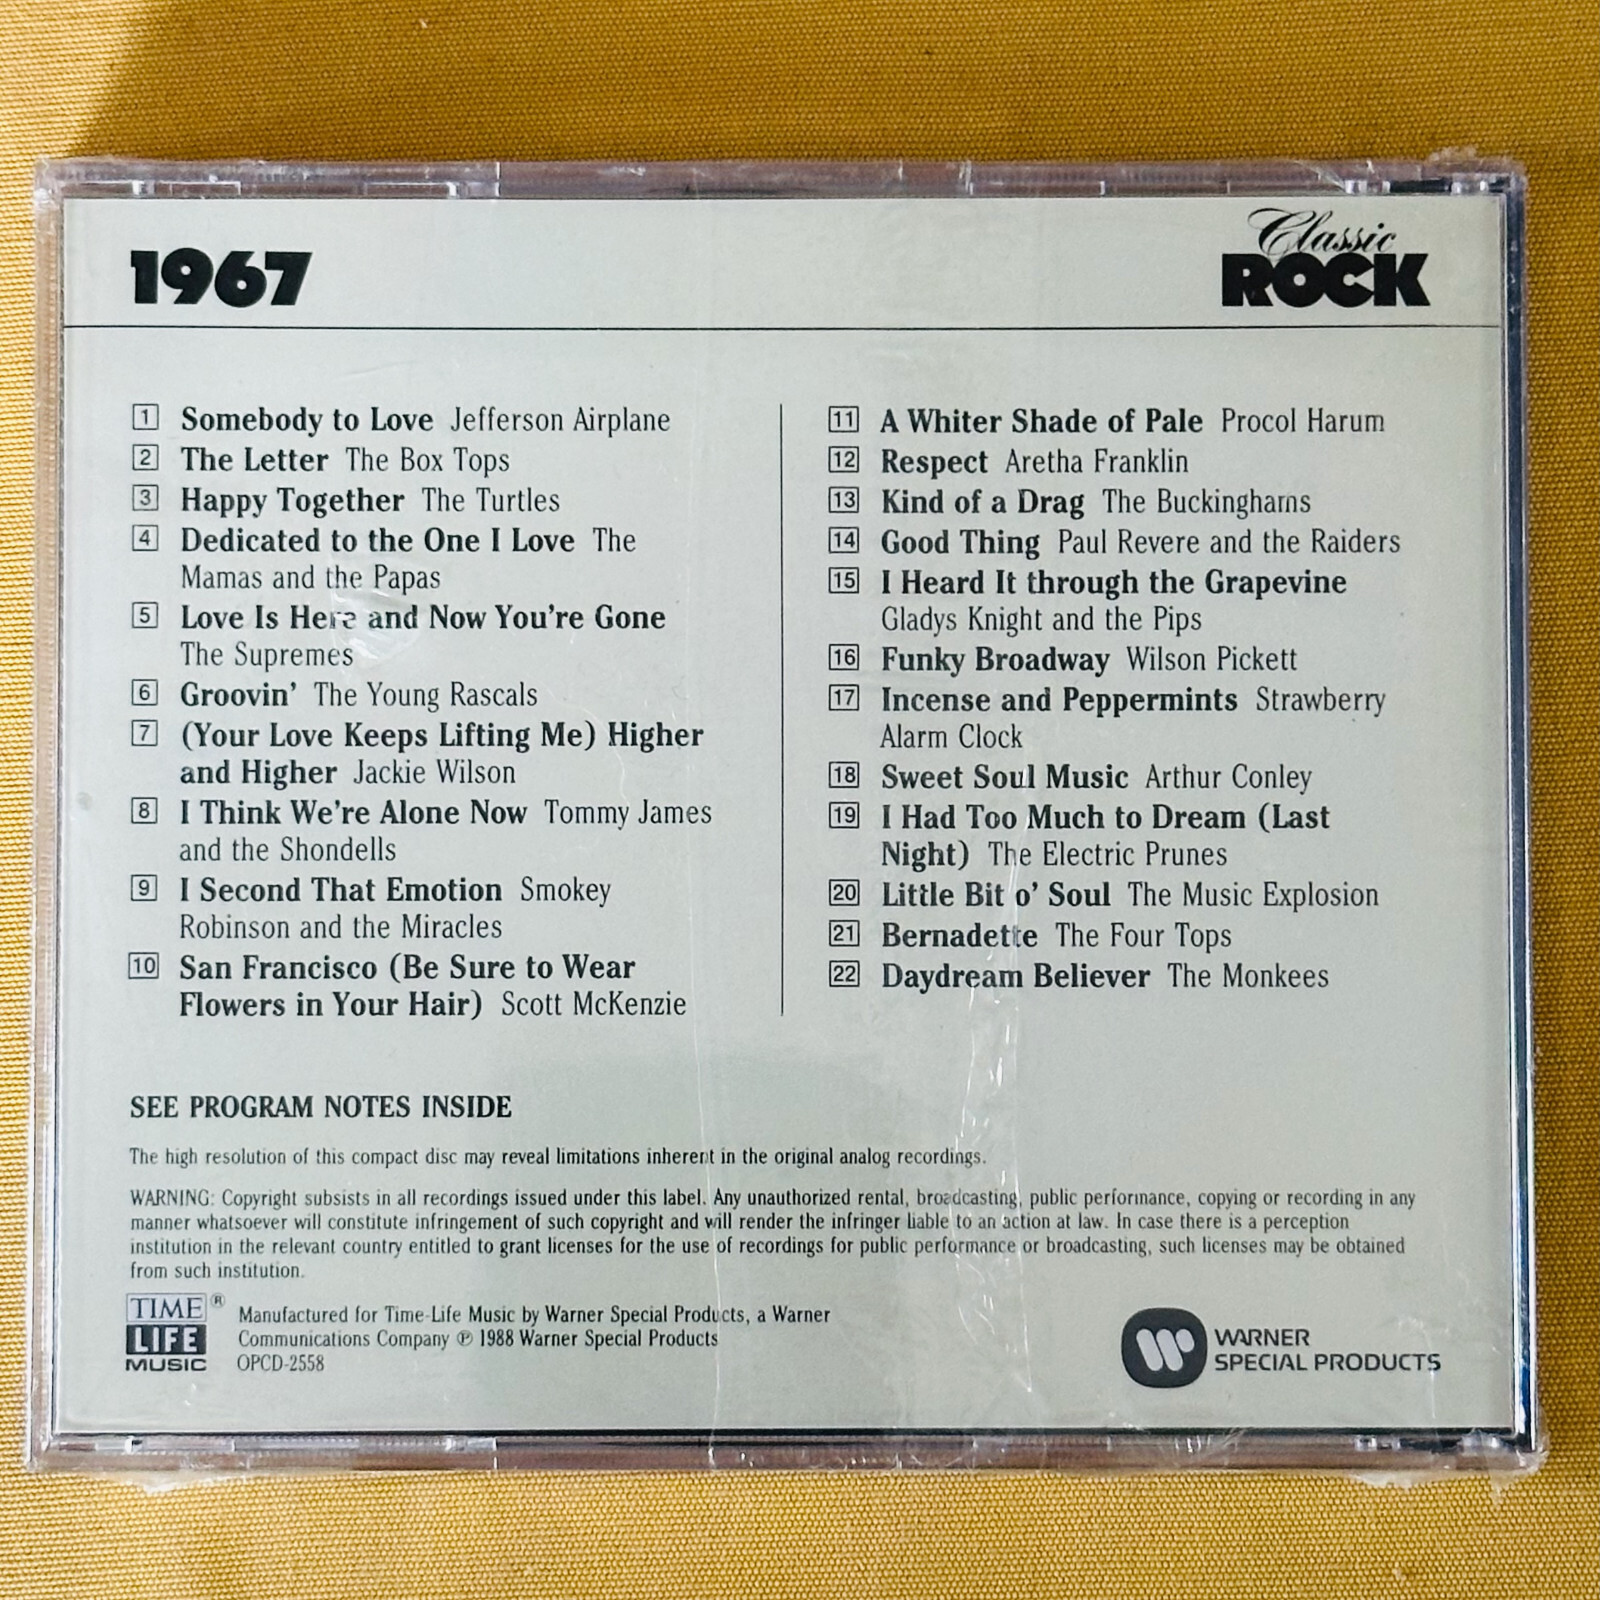 1967
Classic
ROCK
1 Somebody to Love Jefferson Airplane
2 The Letter The Box Tops
3 Happy Together The Turtles
4 Dedicated to the One I Love The
Mamas and the Papas
5 Love Is Here and Now You're Gone
The Supremes
6 Groovin' The Young Rascals
7 (Your Love Keeps Lifting Me) Higher
and Higher Jackie Wilson
8 I Think We're Alone Now Tommy James
and the Shondells
9 I Second That Emotion Smokey
Robinson and the Miracles
10 San Francisco (Be Sure to Wear
Flowers in Your Hair) Scott McKenzie
11 A Whiter Shade of Pale Procol Harum
12 Respect Aretha Franklin
13 Kind of a Drag The Buckinghams
14 Good Thing Paul Revere and the Raiders
15 I Heard It through the Grapevine
Gladys Knight and the Pips
16 Funky Broadway Wilson Pickett
17 Incense and Peppermints Strawberry
Alarm Clock
18 Sweet Soul Music Arthur Conley
19 I Had Too Much to Dream (Last
Night) The Electric Prunes
20 Little Bit o' Soul The Music Explosion
21 Bernadette The Four Tops
22 Daydream Believer The Monkees
SEE PROGRAM NOTES INSIDE
The high resolution of this compact disc may reveal limitations inherent in the original analog recordings.
WARNING: Copyright subsists in all recordings issued under this label. Any unauthorized rental, broadcasting, public performance, copying or recording in any
manner whatsoever will constitute infringement of such copyright and will render the infringer liable to an action at law. In case there is a perception
institution in the relevant country entitled to grant licenses for the use of recordings for public performance or broadcasting, such licenses may be obtained
from such institution.
TIME ®
LIFE
MUSIC
Manufactured for Time-Life Music by Warner Special Products, a Warner
Communications Company ℗ 1988 Warner Special Products
OPCD-2558
WARNER
SPECIAL PRODUCTS